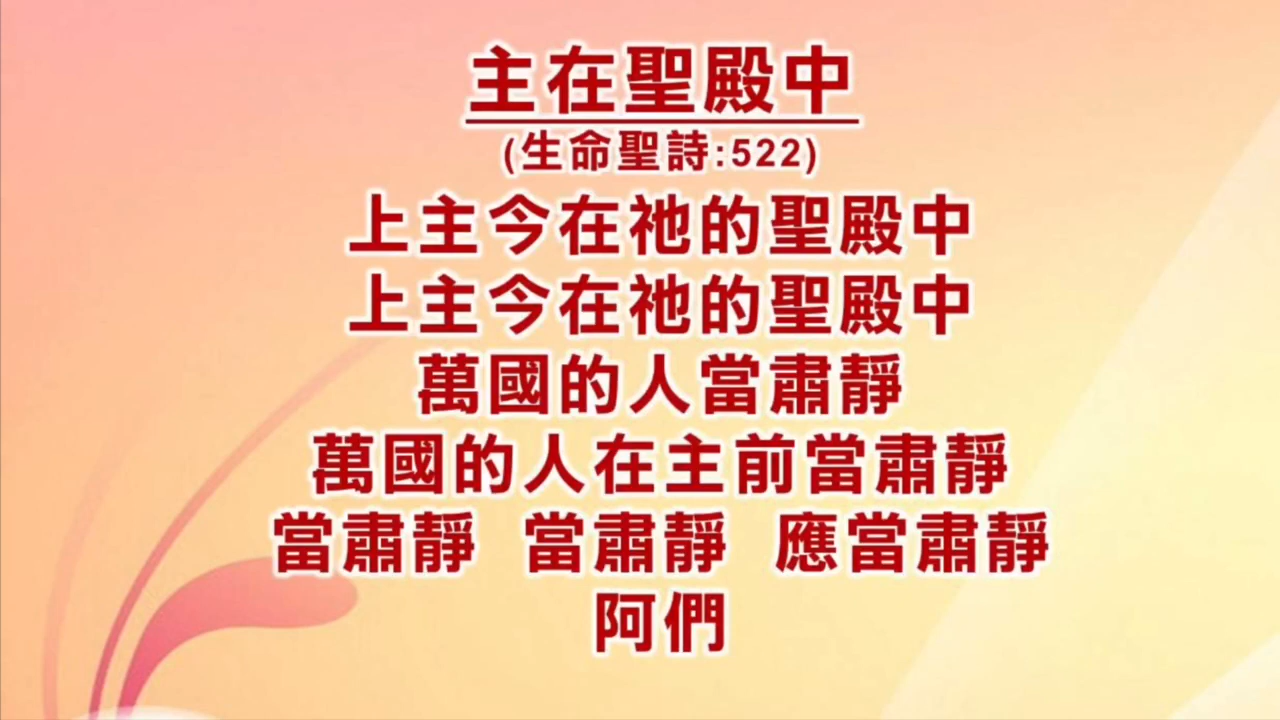 主在聖殿中
(生命聖詩:522)
上主今在祂的聖殿中
上主今在祂的聖殿中
萬國的人當肅靜
萬國的人在主前當肅靜
當肅靜 當肅靜 應當肅靜
阿們